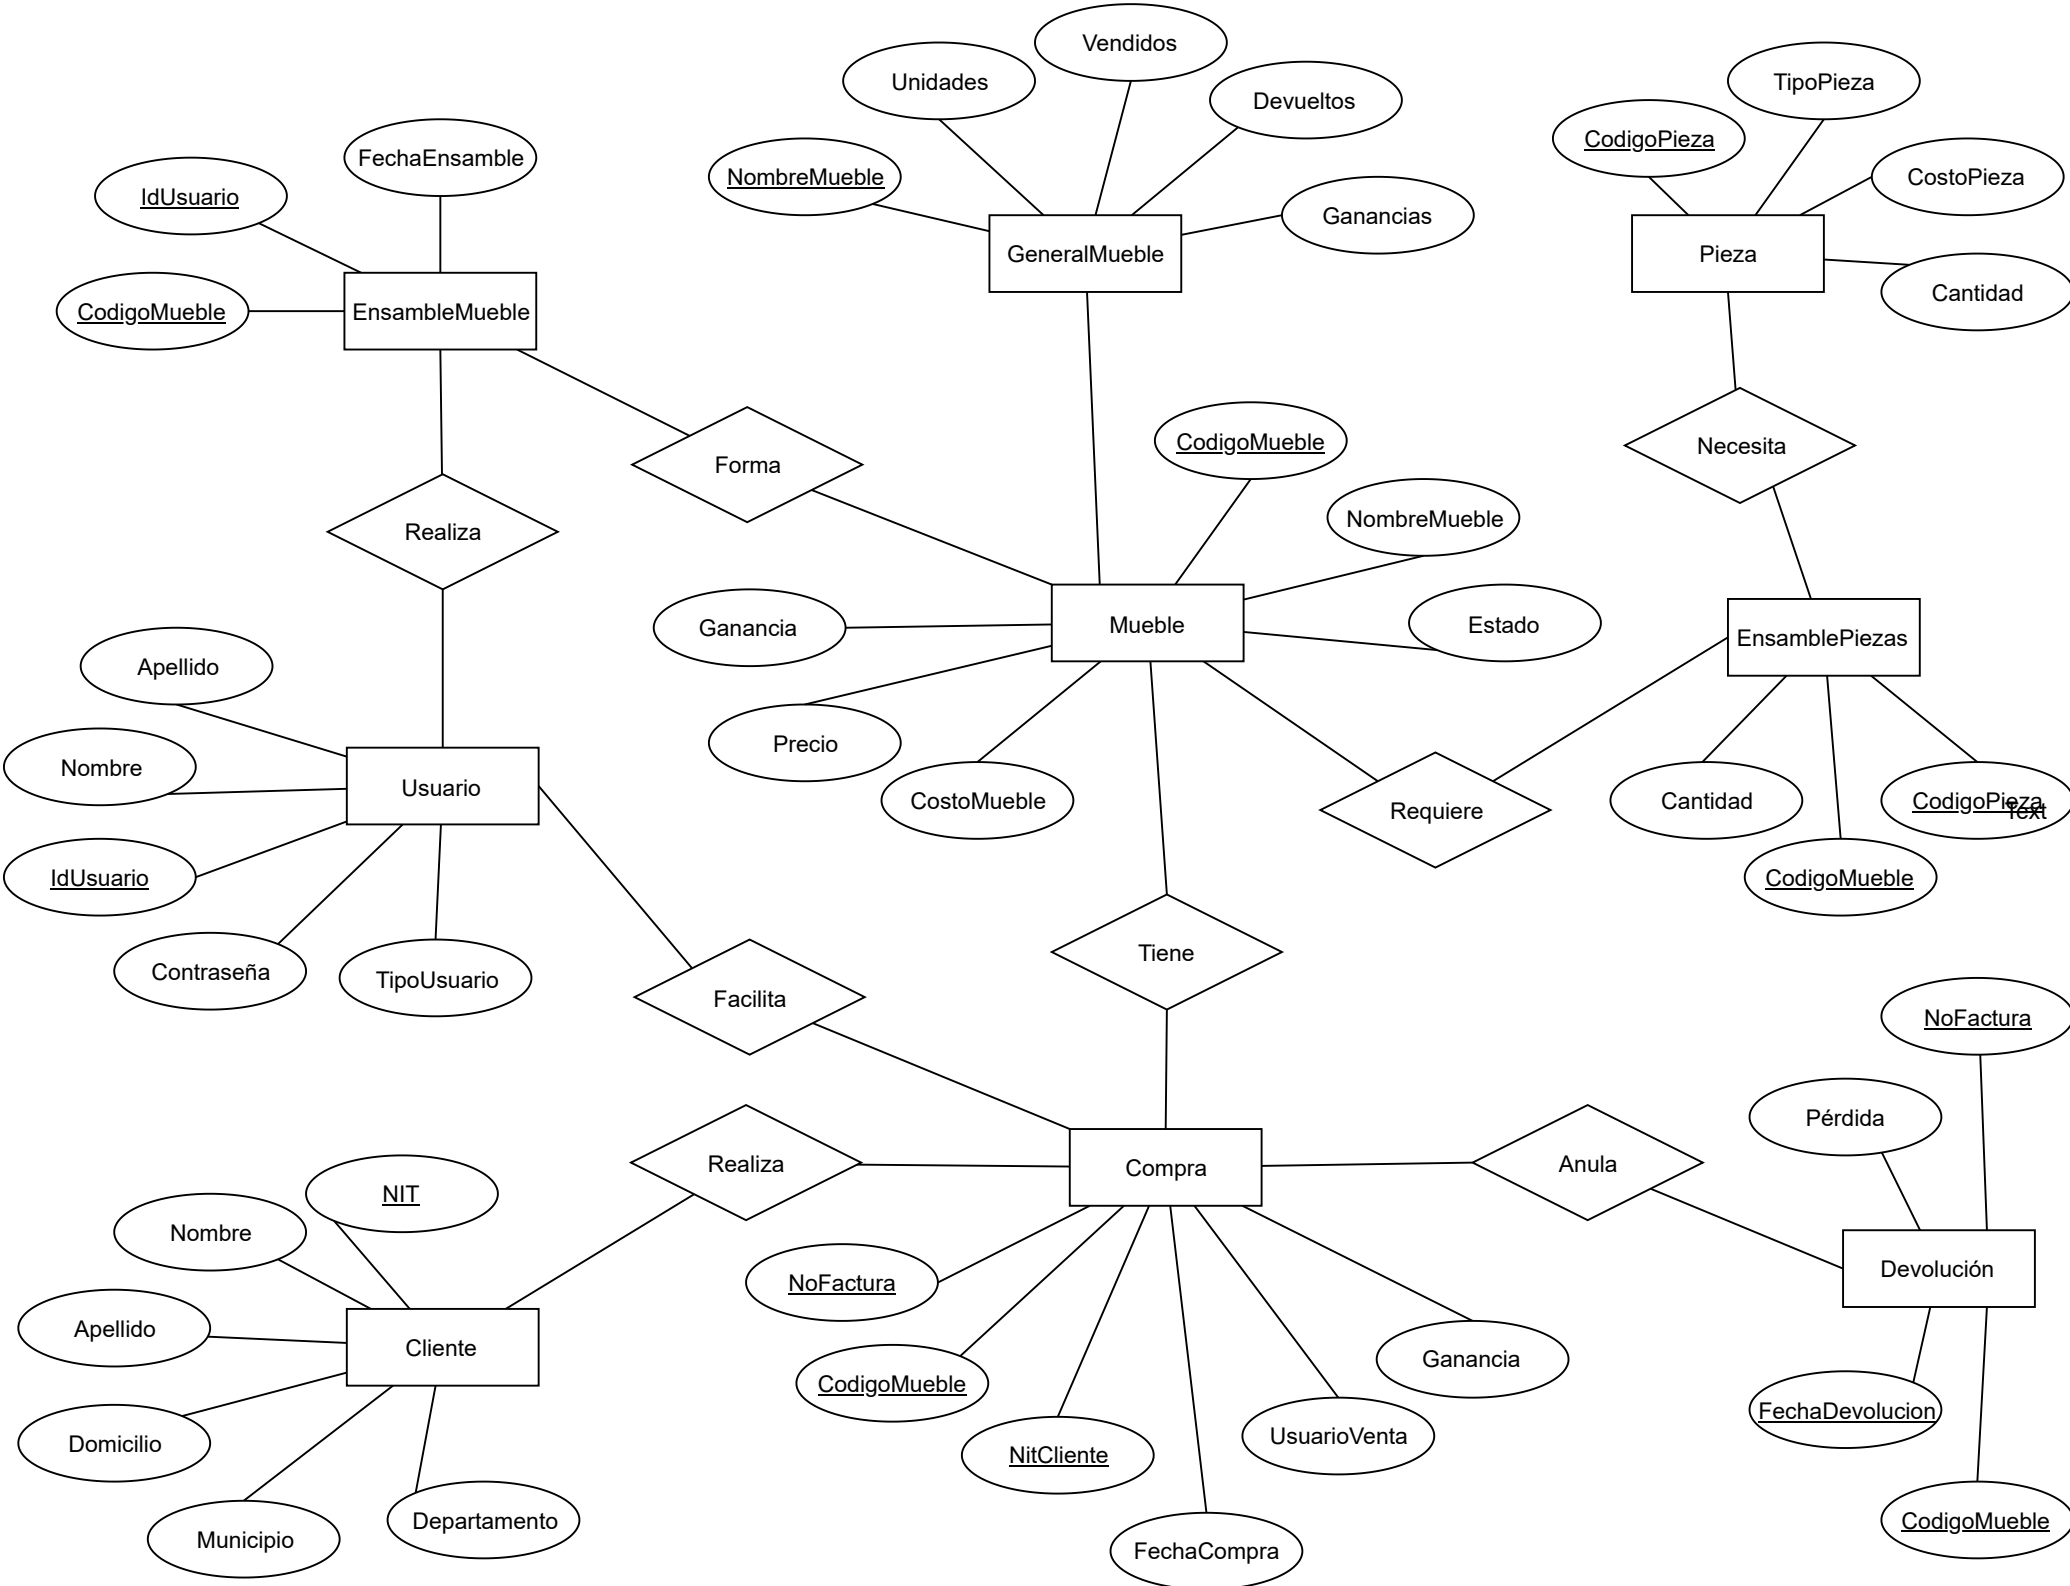 Vendidos
Unidades
TipoPieza
Devueltos
CodigoPieza
FechaEnsamble
NombreMueble
CostoPieza
IdUsuario
Ganancias
GeneralMueble
Pieza
Cantidad
CodigoMueble
EnsambleMueble
CodigoMueble
Necesita
Forma
NombreMueble
Realiza
Ganancia
Mueble
Estado
EnsamblePiezas
Apellido
Precio
Nombre
Usuario
CostoMueble
Requiere
Cantidad
CodigoPieza
Text
IdUsuario
CodigoMueble
Tiene
Contraseña
TipoUsuario
Facilita
NoFactura
Pérdida
Realiza
Compra
Anula
NIT
Nombre
Devolución
NoFactura
Apellido
Cliente
Ganancia
CodigoMueble
FechaDevolucion
Domicilio
NitCliente
UsuarioVenta
Departamento
CodigoMueble
Municipio
FechaCompra